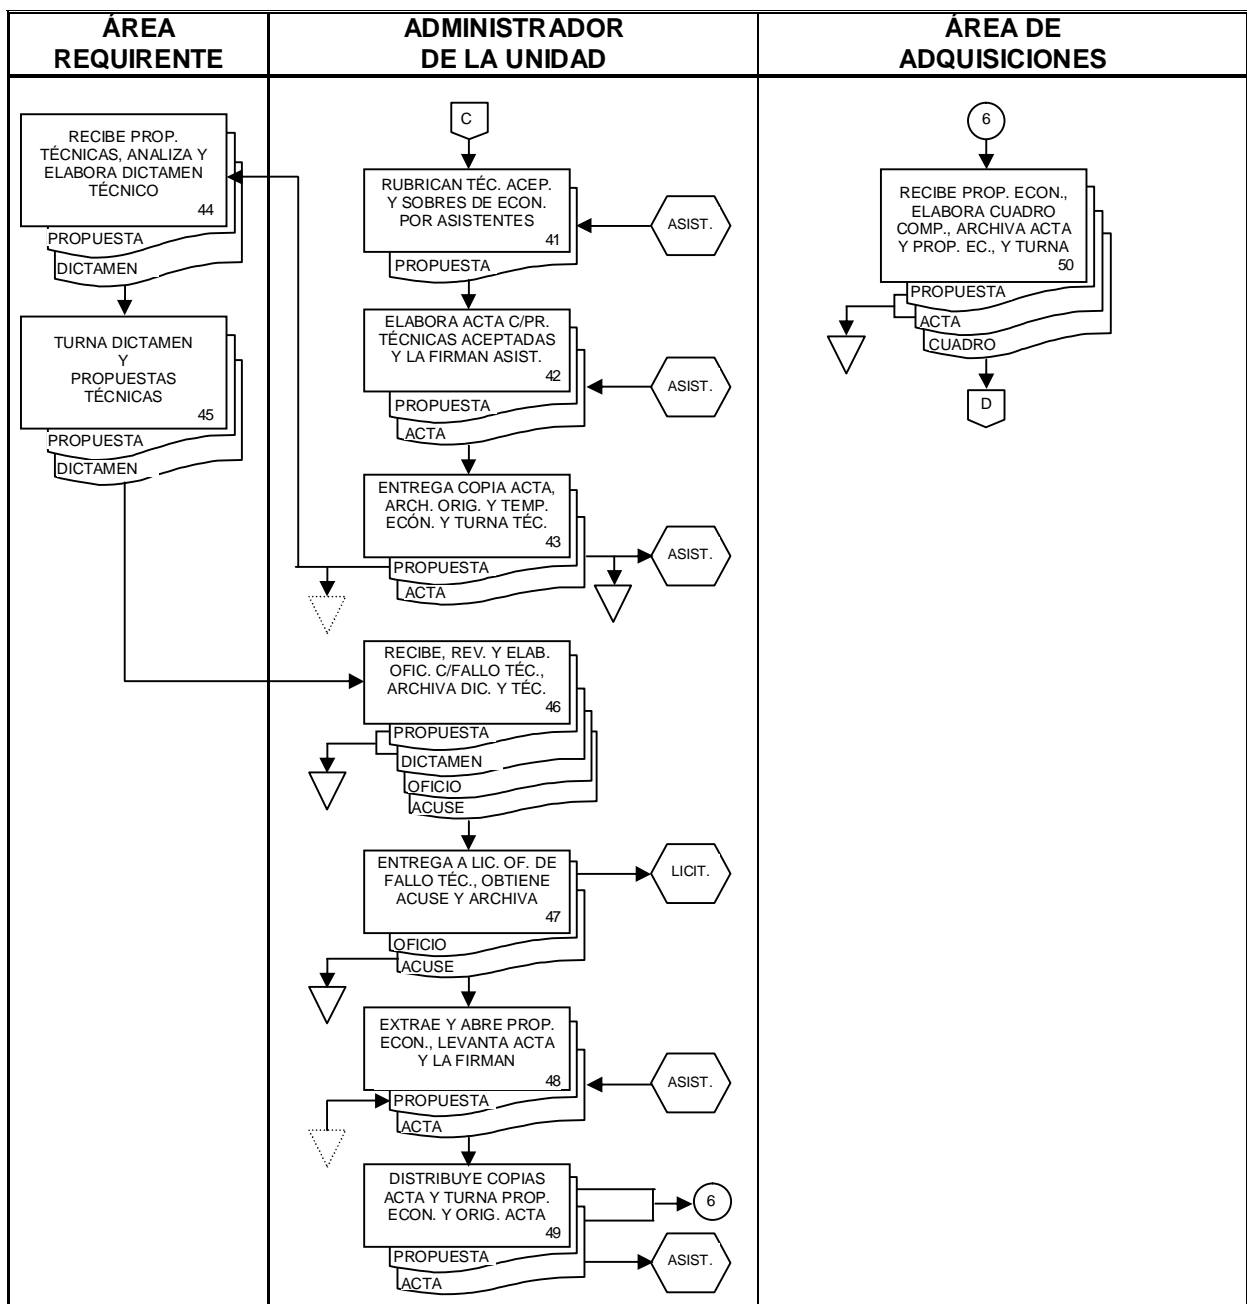 ÁREA
REQUIRENTE
ADMINISTRADOR
DE LA UNIDAD
ÁREA DE
ADQUISICIONES
RECIBE PROP.
TÉCNICAS, ANALIZA Y
ELABORA DICTAMEN
TÉCNICO
44
PROPUESTA
DICTAMEN
TURNA DICTAMEN
Y
PROPUESTAS
TÉCNICAS
45
PROPUESTA
DICTAMEN
C
RUBRICAN TÉC. ACEP.
Y SOBRES DE ECON.
POR ASISTENTES
41
PROPUESTA
ASIST.
ELABORA ACTA C/PR.
TÉCNICAS ACEPTADAS
Y LA FIRMAN ASIST.
42
PROPUESTA
ACTA
ASIST.
ENTREGA COPIA ACTA,
ARCH. ORIG. Y TEMP.
ECÓN. Y TURNA TÉC.
43
PROPUESTA
ACTA
ASIST.
RECIBE, REV. Y ELAB.
OFIC. C/FALLO TÉC.,
ARCHIVA DIC. Y TÉC.
46
PROPUESTA
DICTAMEN
OFICIO
ACUSE
ENTREGA A LIC. OF. DE
FALLO TÉC., OBTIENE
ACUSE Y ARCHIVA
47
OFICIO
ACUSE
LICIT.
EXTRAE Y ABRE PROP.
ECON., LEVANTA ACTA
Y LA FIRMAN
48
PROPUESTA
ACTA
ASIST.
DISTRIBUYE COPIAS
ACTA Y TURNA PROP.
ECON. Y ORIG. ACTA
49
PROPUESTA
ACTA
6
ASIST.
6
RECIBE PROP. ECON.,
ELABORA CUADRO
COMP., ARCHIVA ACTA
Y PROP. EC., Y TURNA
50
PROPUESTA
ACTA
CUADRO
D